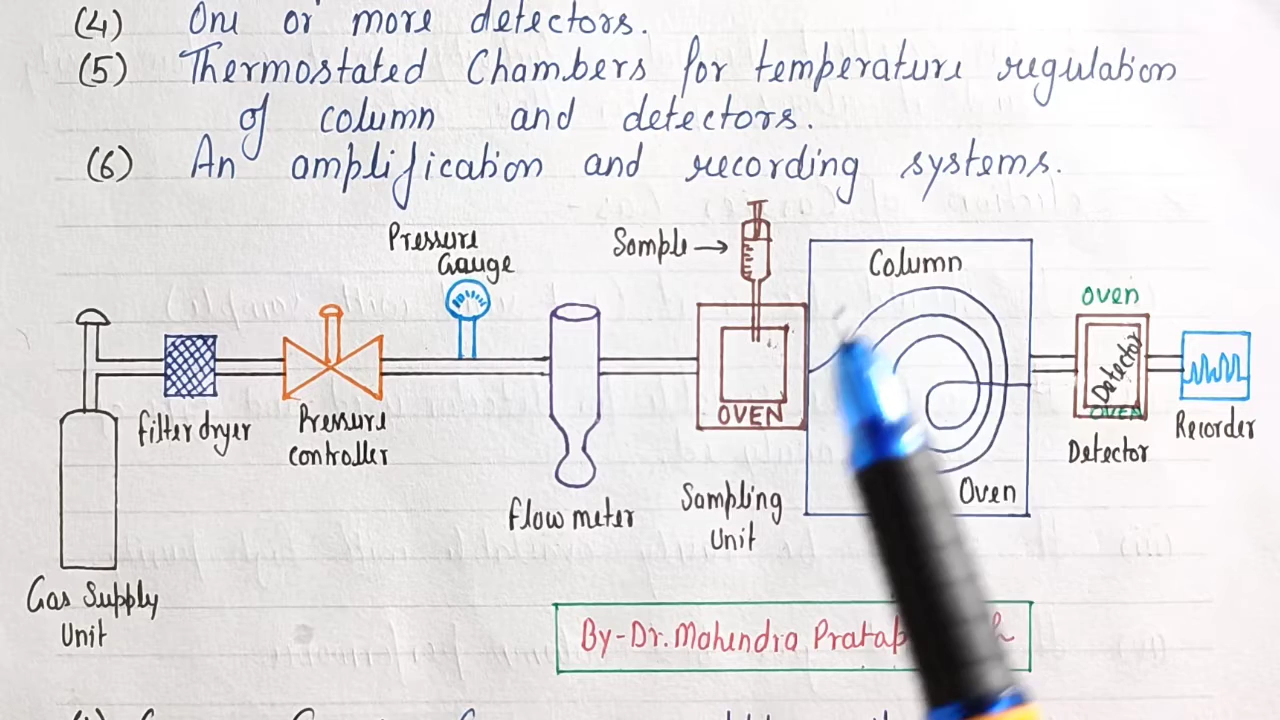 (4) One or more detectors.
(5) Thermostated Chambers for temperature regulation
of column and detectors.
(6) An amplification and recording systems.
Pressure
Gauge
Sample →
Column
Oven
Detector
OVEN
OVEN
filter dryer
Pressure
controller
Recorder
Detector
Oven
flow meter
Sampling
Unit
Gas Supply
Unit
By-Dr. Mahendra Pratap